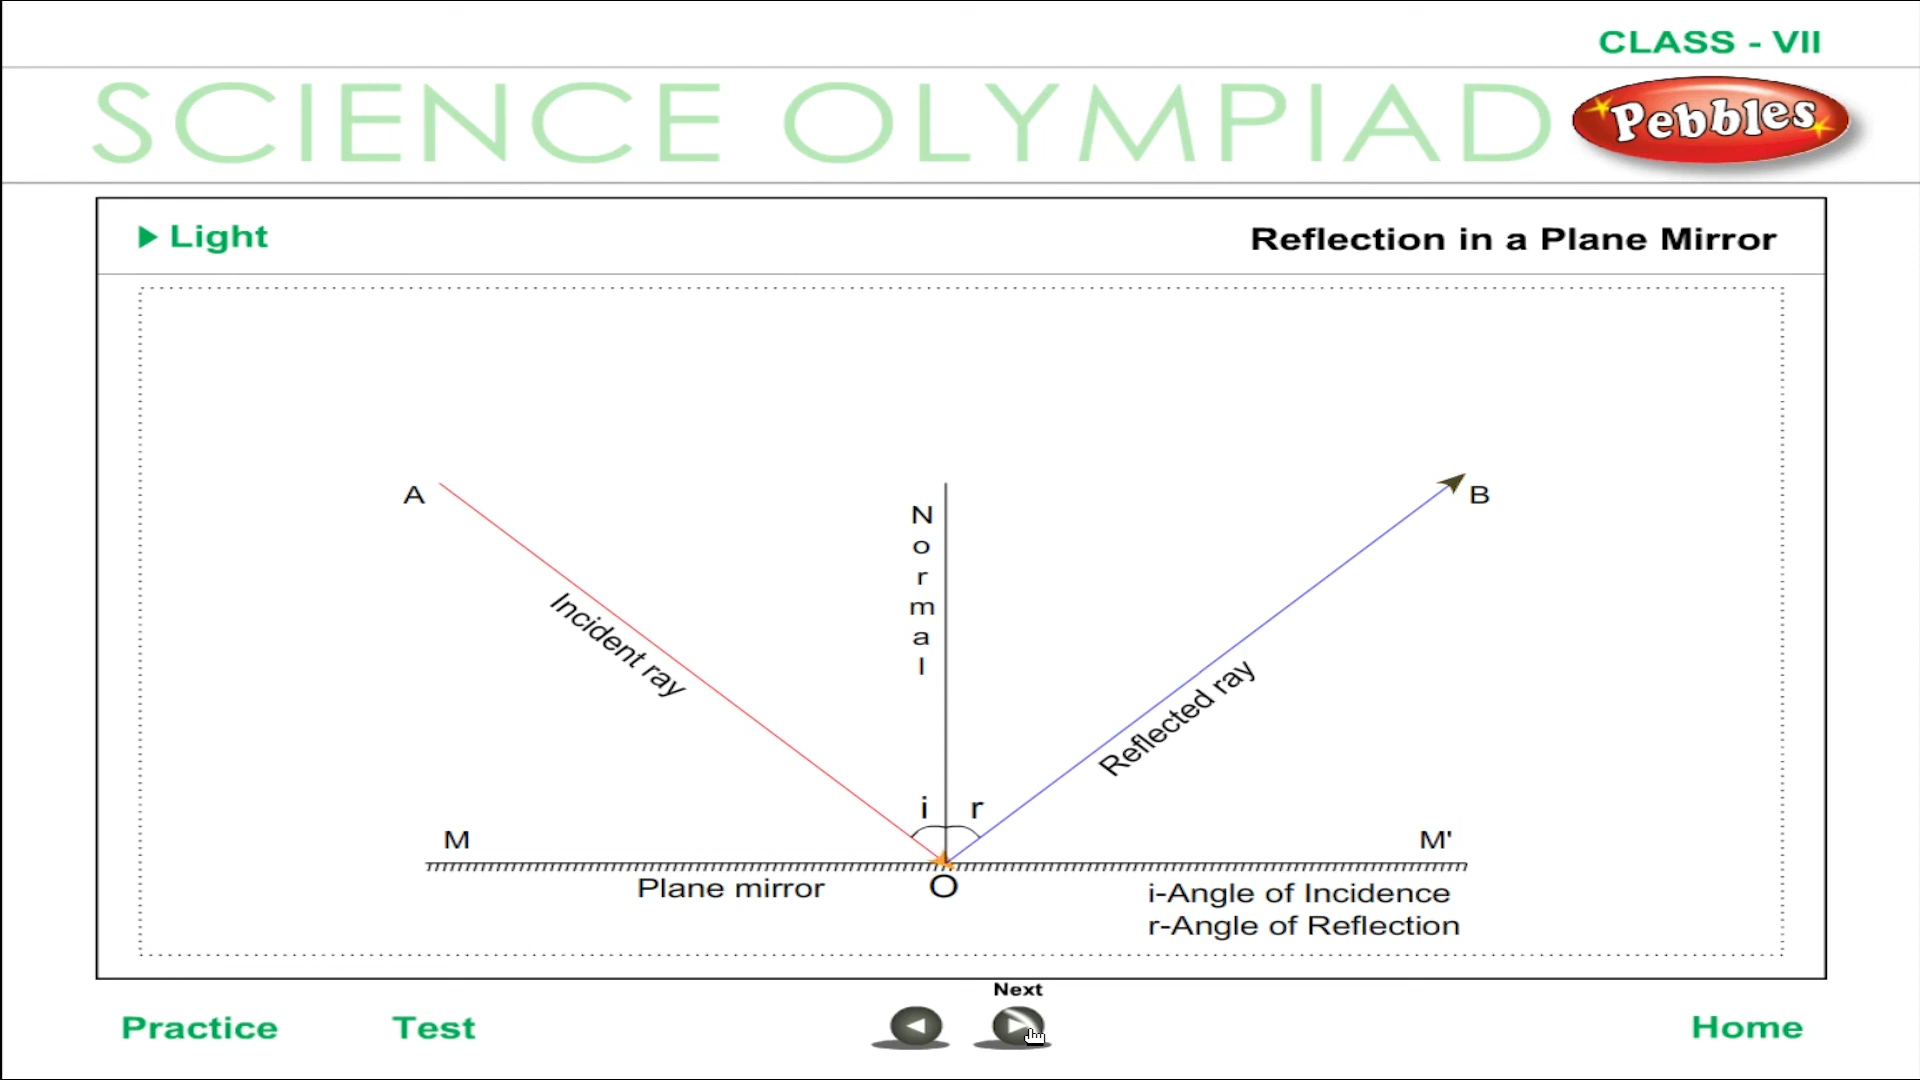 CLASS - VII
SCIENCE OLYMPIAD
Pebbles
Light
Reflection in a Plane Mirror
A
Normal
B
Incident ray
Reflected ray
i
r
M
M'
Plane mirror
O
i-Angle of Incidence
r-Angle of Reflection
Next
Practice
Test
Home